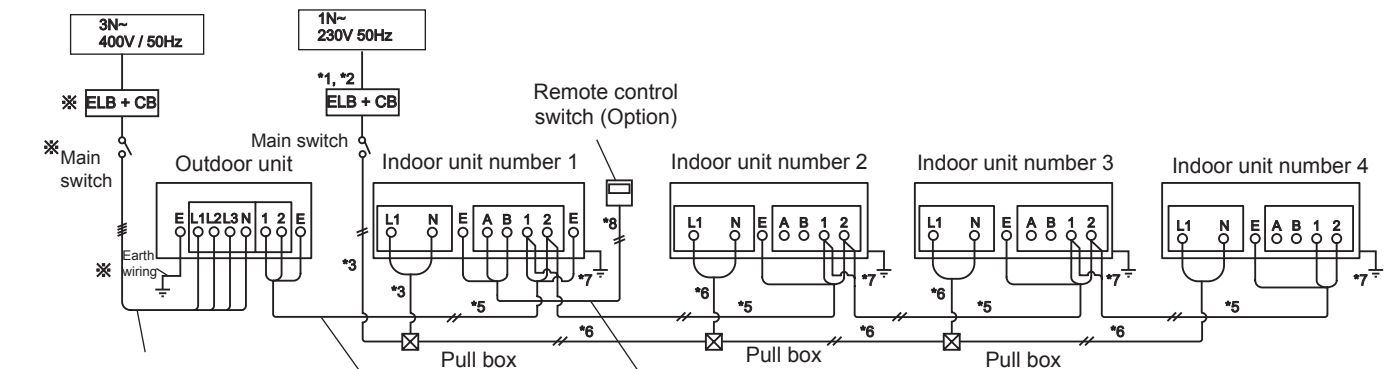 3N~
400V / 50Hz
1N~
230V 50Hz
*1, *2
※ ELB + CB
ELB + CB
Remote control
switch (Option)
※ Main
switch
Main switch
Outdoor unit
Indoor unit number 1
Indoor unit number 2
Indoor unit number 3
Indoor unit number 4
E L1 L2 L3 N 1 2 E
L1 N E A B 1 2 E
*8
L1 N E A B 1 2
L1 N E A B 1 2
L1 N E A B 1 2
※ Earth
wiring
*3
*3
*7
*6
*7
*6
*7
*7
*5
*5
*5
*5
*6
*6
*6
Pull box
Pull box
Pull box